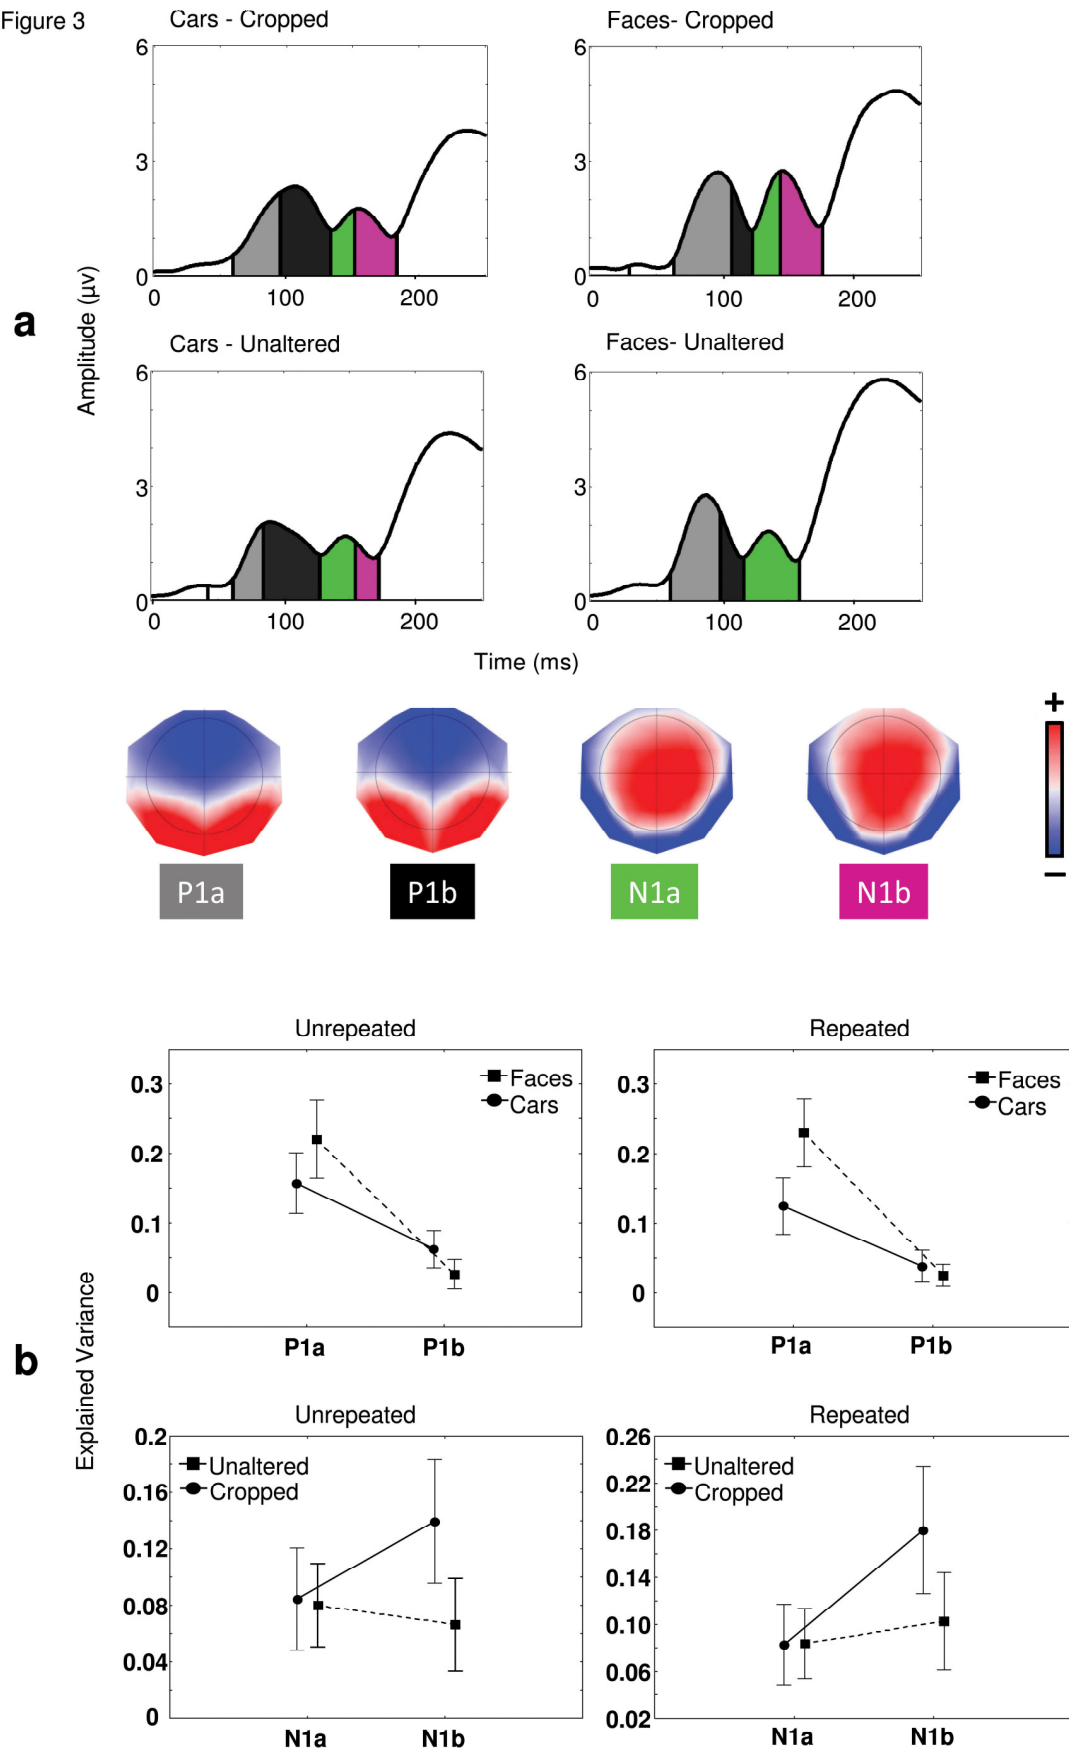 Figure 3
Cars - Cropped
Faces- Cropped
6
3
0
0 100 200
6
3
0
0 100 200
a
Amplitude (µv)
Cars - Unaltered
Faces- Unaltered
6
3
0
0 100 200
6
3
0
0 100 200
Time (ms)
+
−
P1a P1b N1a N1b
b
Explained Variance
Unrepeated
Faces
Cars
0.3
0.2
0.1
0
P1a P1b
Repeated
Faces
Cars
0.3
0.2
0.1
0
P1a P1b
Unrepeated
Unaltered
Cropped
0.2
0.16
0.12
0.08
0.04
0
N1a N1b
Repeated
Unaltered
Cropped
0.26
0.22
0.18
0.14
0.10
0.06
0.02
N1a N1b